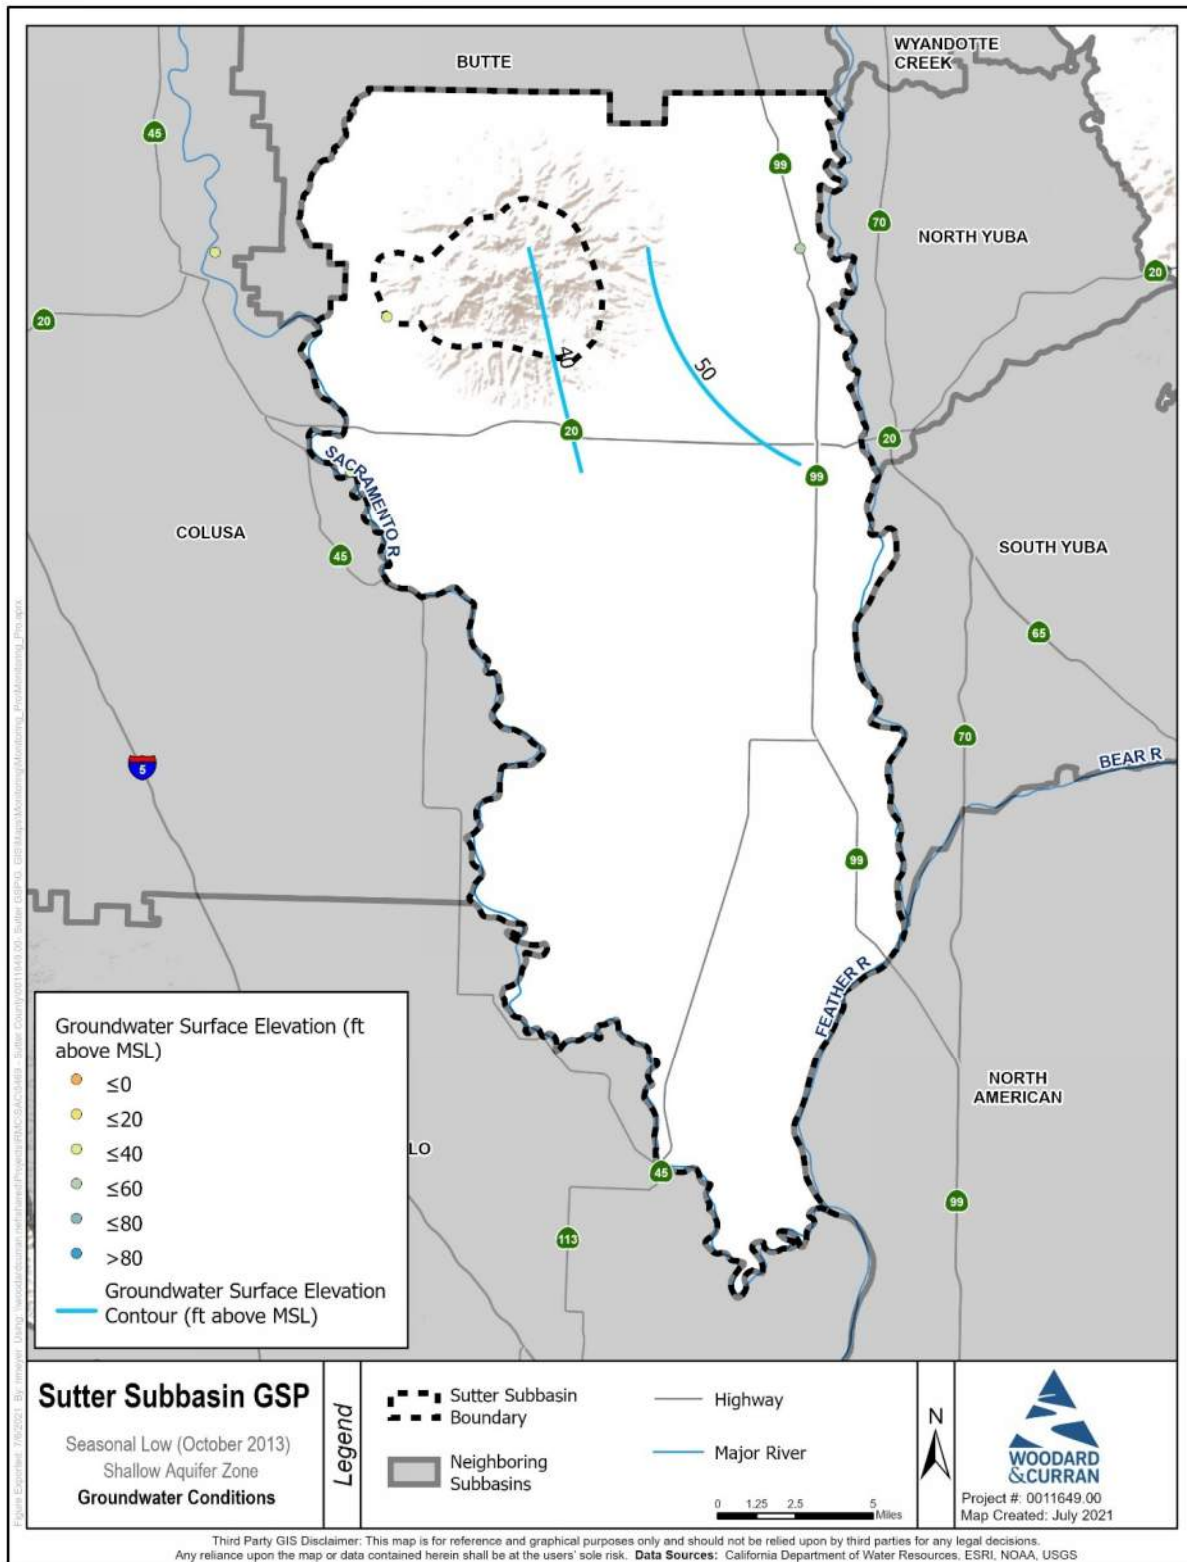 BUTTE
WYANDOTTE
CREEK
45
99
70
NORTH YUBA
20
20
40
50
20
20
99
SACRAMENTO R
COLUSA
45
SOUTH YUBA
65
70
5
BEAR R
99
FEATHER R
NORTH
AMERICAN
LO
45
99
113
Groundwater Surface Elevation (ft
above MSL)
≤0
≤20
≤40
≤60
≤80
>80
Groundwater Surface Elevation
Contour (ft above MSL)
Sutter Subbasin GSP
Seasonal Low (October 2013)
Shallow Aquifer Zone
Groundwater Conditions
Legend
Sutter Subbasin
Boundary
Neighboring
Subbasins
Highway
Major River
0 1.25 2.5 5
Miles
N
WOODARD
&CURRAN
Project #: 0011649.00
Map Created: July 2021
Third Party GIS Disclaimer: This map is for reference and graphical purposes only and should not be relied upon by third parties for any legal decisions.
Any reliance upon the map or data contained herein shall be at the users' sole risk. Data Sources: California Department of Water Resources, ESRI, NOAA, USGS